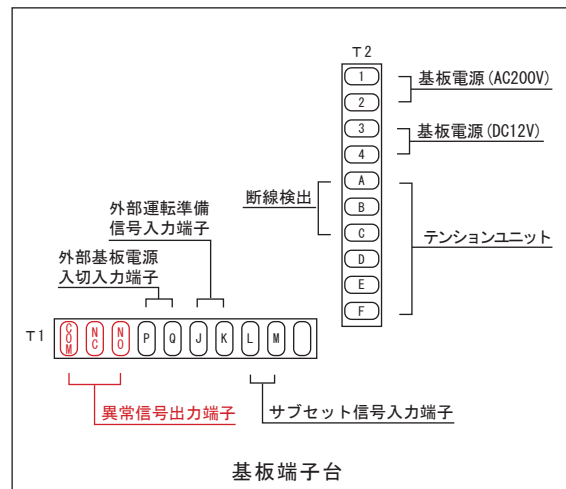 T2
1
基板電源(AC200V)
2
3
基板電源(DC12V)
4
断線検出
A
B
C
テンションユニット
D
E
F
外部運転準備
信号入力端子
外部基板電源
入切入力端子
T1
COM NC NO P Q J K L M
異常信号出力端子
サブセット信号入力端子
基板端子台